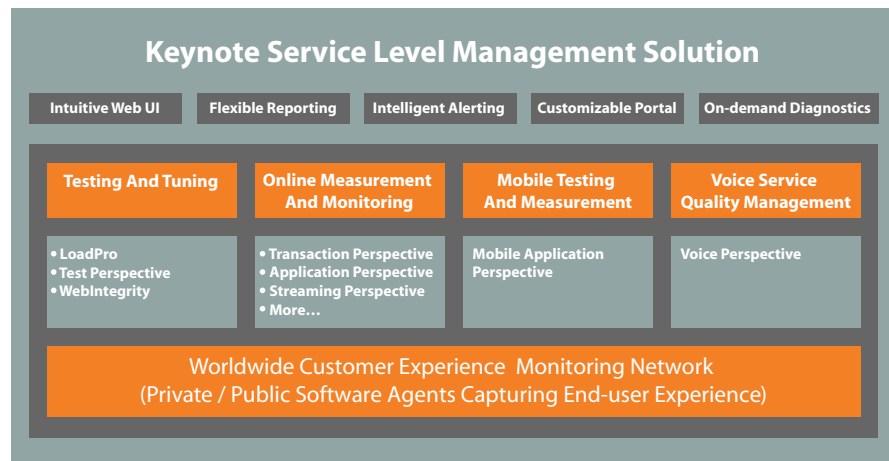 Keynote Service Level Management Solution
Intuitive Web UI
Flexible Reporting
Intelligent Alerting
Customizable Portal
On-demand Diagnostics
Testing And Tuning
Online Measurement
And Monitoring
Mobile Testing
And Measurement
Voice Service
Quality Management
• LoadPro
• Test Perspective
• WebIntegrity
• Transaction Perspective
• Application Perspective
• Streaming Perspective
• More…
Mobile Application
Perspective
Voice Perspective
Worldwide Customer Experience Monitoring Network
(Private / Public Software Agents Capturing End-user Experience)